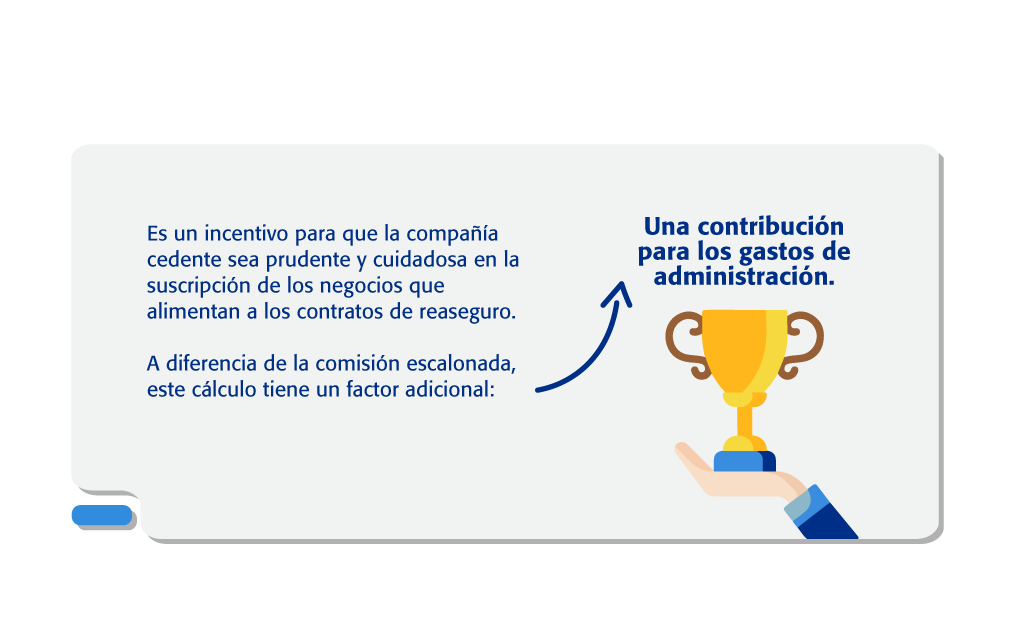 Es un incentivo para que la compañía
cedente sea prudente y cuidadosa en la
suscripción de los negocios que
alimentan a los contratos de reaseguro.
A diferencia de la comisión escalonada,
este cálculo tiene un factor adicional:
Una contribución
para los gastos de
administración.